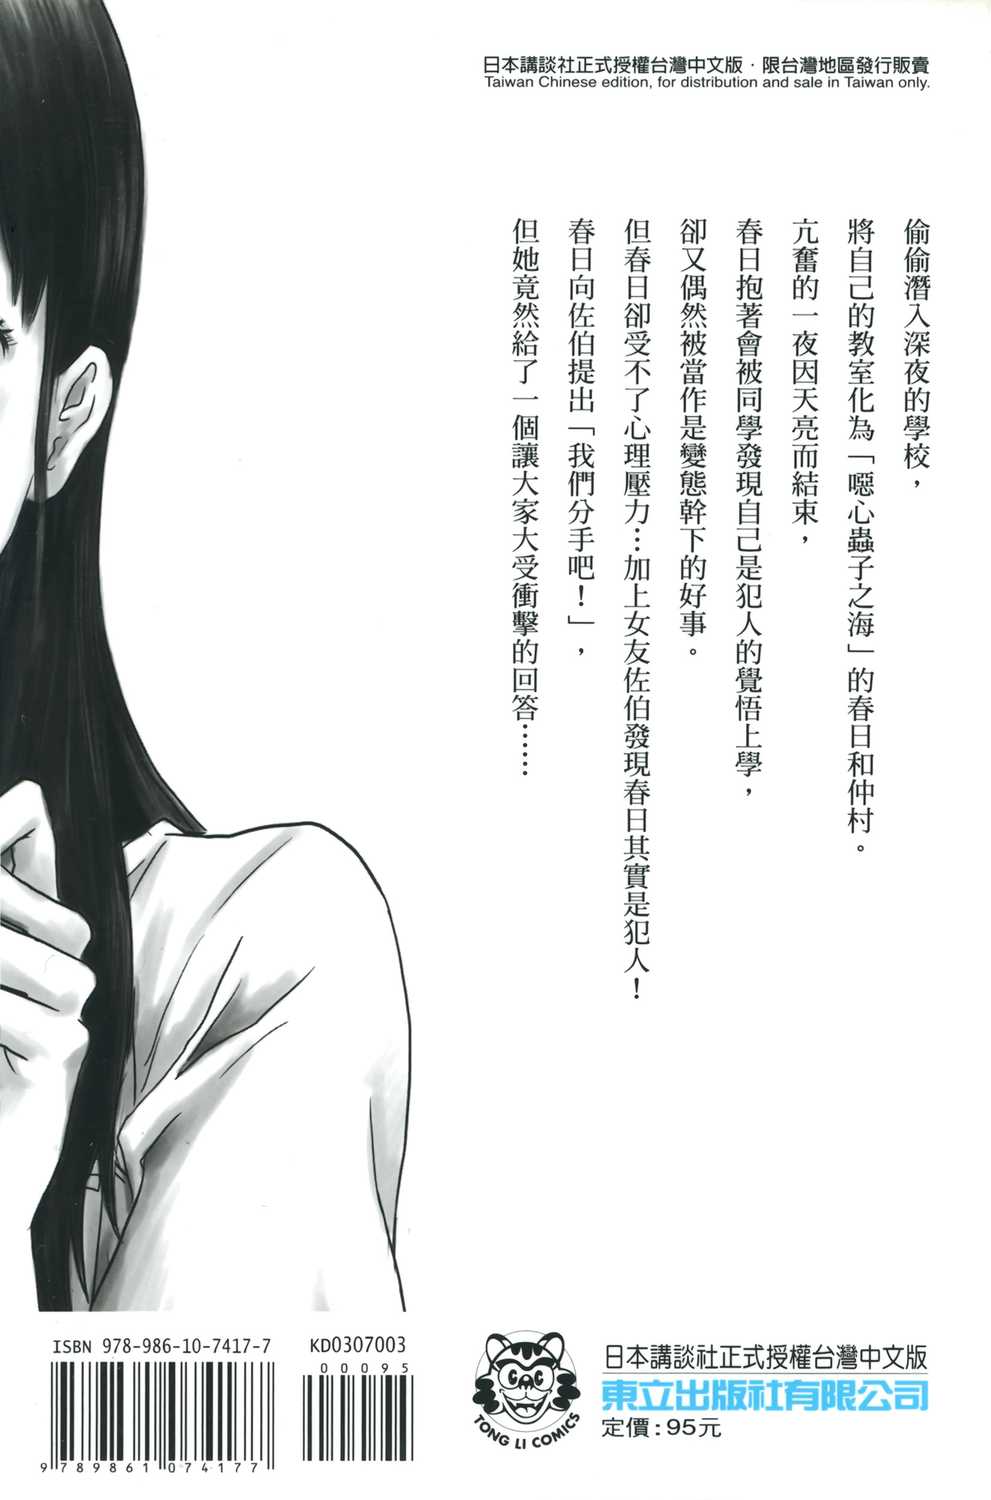 日本講談社正式授權台灣中文版‧限台灣地區發行販賣
Taiwan Chinese edition, for distribution and sale in Taiwan only.
偷偷潛入深夜的學校，
將自己的教室化為「噁心蟲子之海」的春日和仲村。
亢奮的一夜因天亮而結束，
春日抱著會被同學發現自己是犯人的覺悟上學，
卻又偶然被當作是變態幹下的好事。
但春日卻受不了心理壓力…加上女友佐伯發現春日其實是犯人！
春日向佐伯提出「我們分手吧！」，
但她竟然給了一個讓大家大受衝擊的回答……
ISBN 978-986-10-7417-7
KD0307003
00095
9 789861 074177
CCC
TONG LI COMICS
日本講談社正式授權台灣中文版
東立出版社有限公司
定價：95元